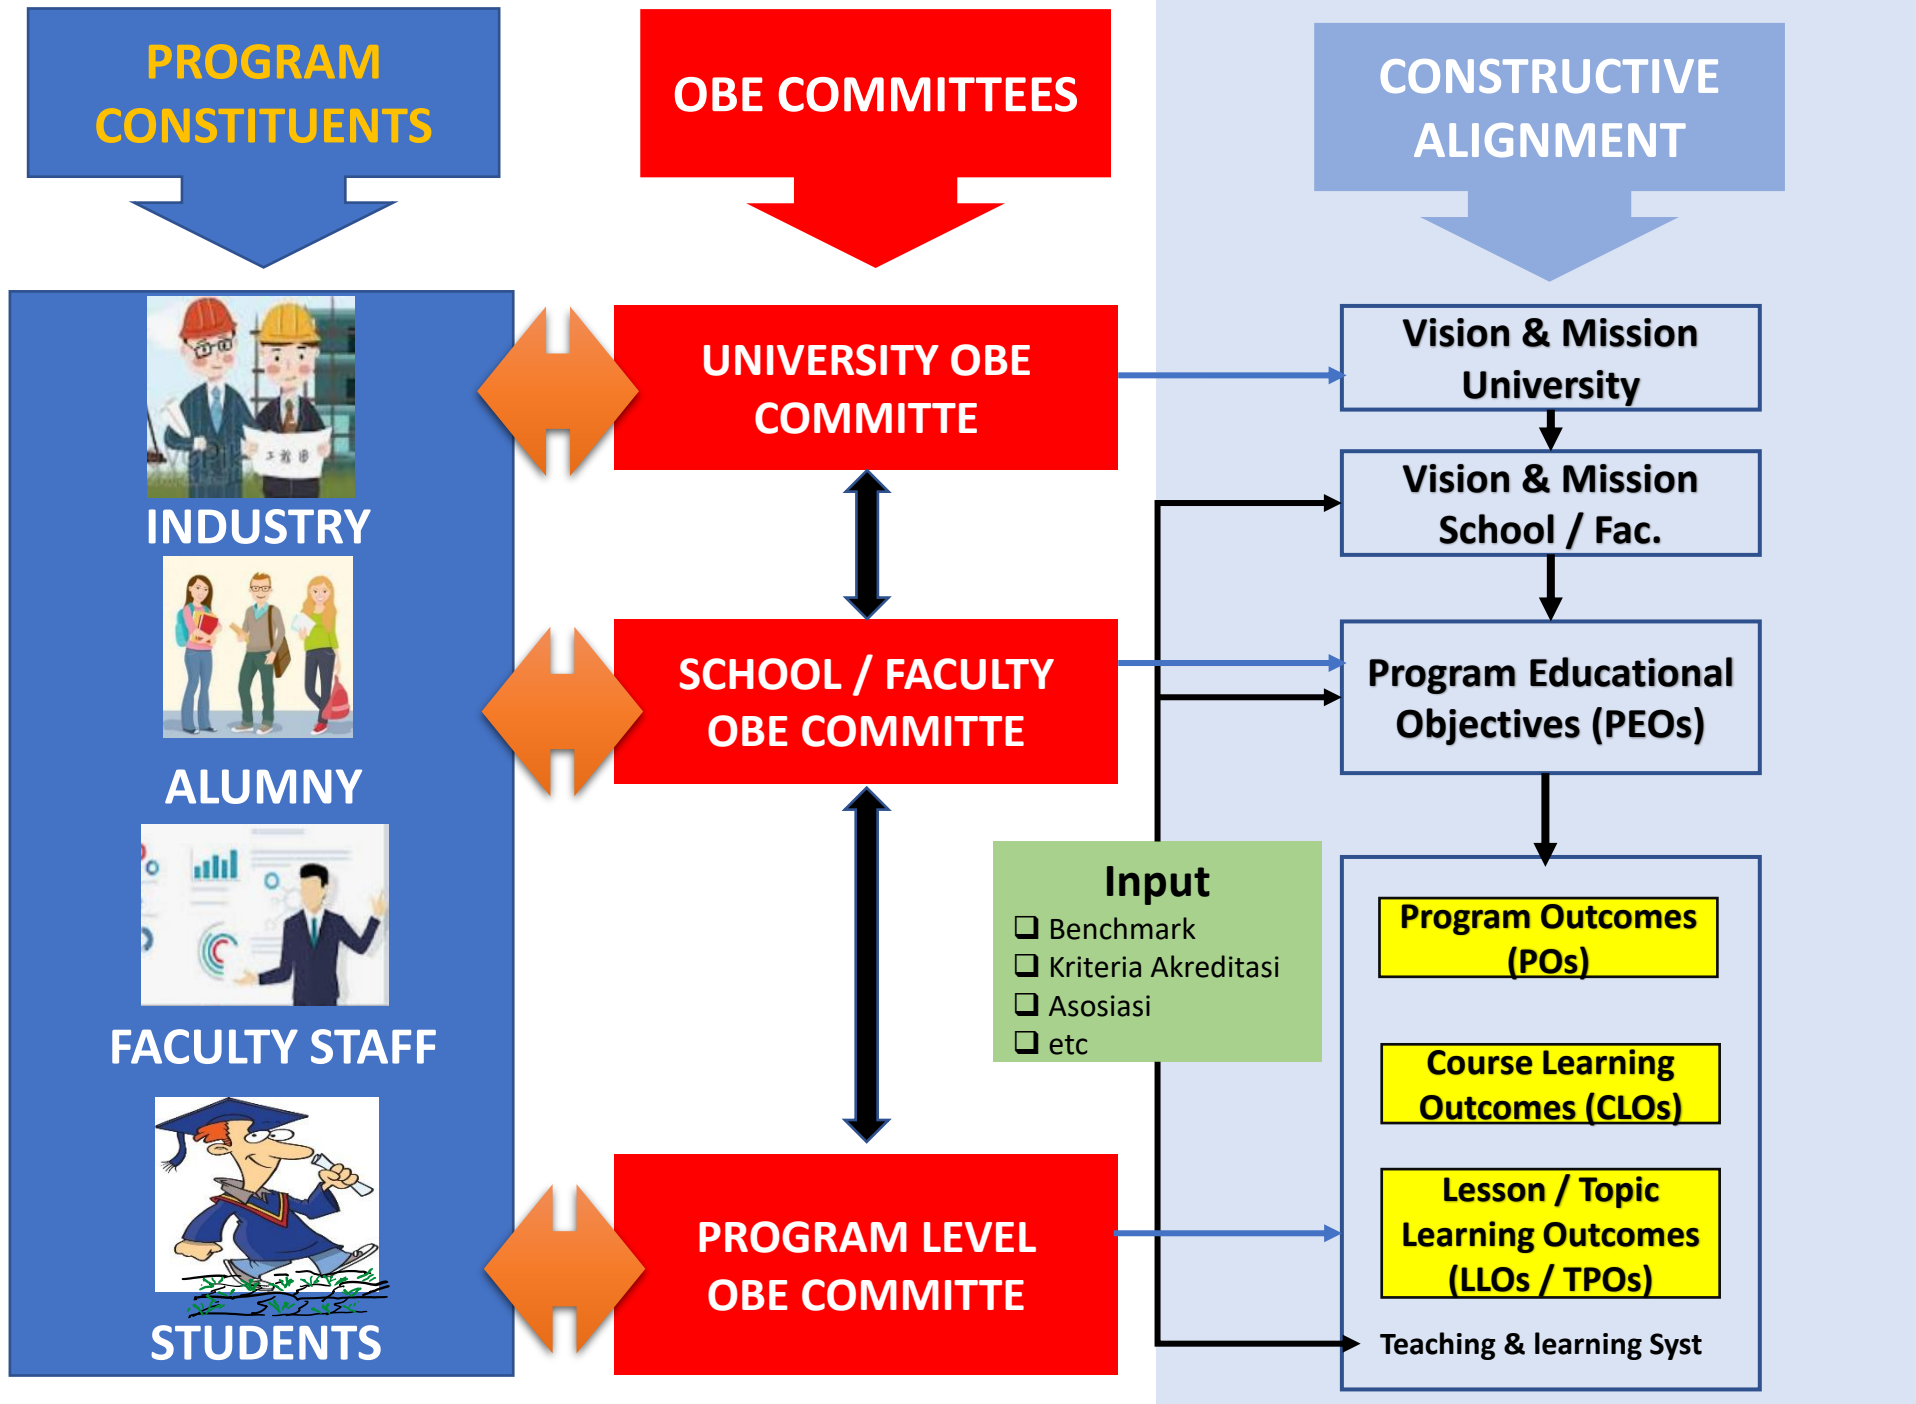 PROGRAM
CONSTITUENTS
OBE COMMITTEES
CONSTRUCTIVE
ALIGNMENT
INDUSTRY
ALUMNY
FACULTY STAFF
STUDENTS
UNIVERSITY OBE
COMMITTE
SCHOOL / FACULTY
OBE COMMITTE
PROGRAM LEVEL
OBE COMMITTE
Input
❑ Benchmark
❑ Kriteria Akreditasi
❑ Asosiasi
❑ etc
Vision & Mission
University
Vision & Mission
School / Fac.
Program Educational
Objectives (PEOs)
Program Outcomes
(POs)
Course Learning
Outcomes (CLOs)
Lesson / Topic
Learning Outcomes
(LLOs / TPOs)
Teaching & learning Syst